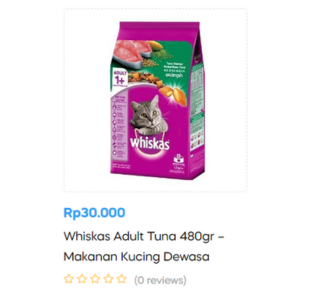 ADULT
1+
whiskas
Rp30.000
Whiskas Adult Tuna 480gr –
Makanan Kucing Dewasa
(0 reviews)